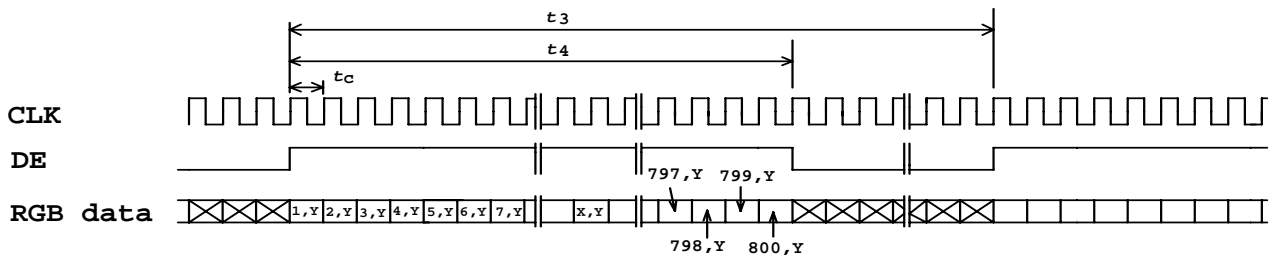 t3
t4
tc
CLK
DE
797,Y 799,Y
RGB data 1,Y 2,Y 3,Y 4,Y 5,Y 6,Y 7,Y X,Y
798,Y 800,Y